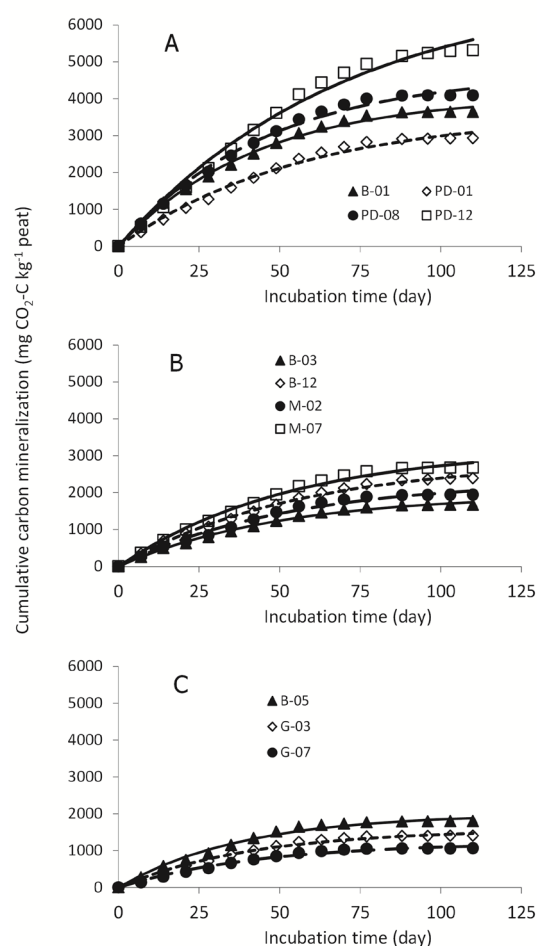 Cumulative carbon mineralization (mg CO₂-C kg⁻¹ peat)
A
6000
5000
4000
3000
2000
1000
0
B-01
PD-01
PD-08
PD-12
0 25 50 75 100 125
Incubation time (day)
B
6000
5000
4000
3000
2000
1000
0
B-03
B-12
M-02
M-07
0 25 50 75 100 125
Incubation time (day)
C
6000
5000
4000
3000
2000
1000
0
B-05
G-03
G-07
0 25 50 75 100 125
Incubation time (day)